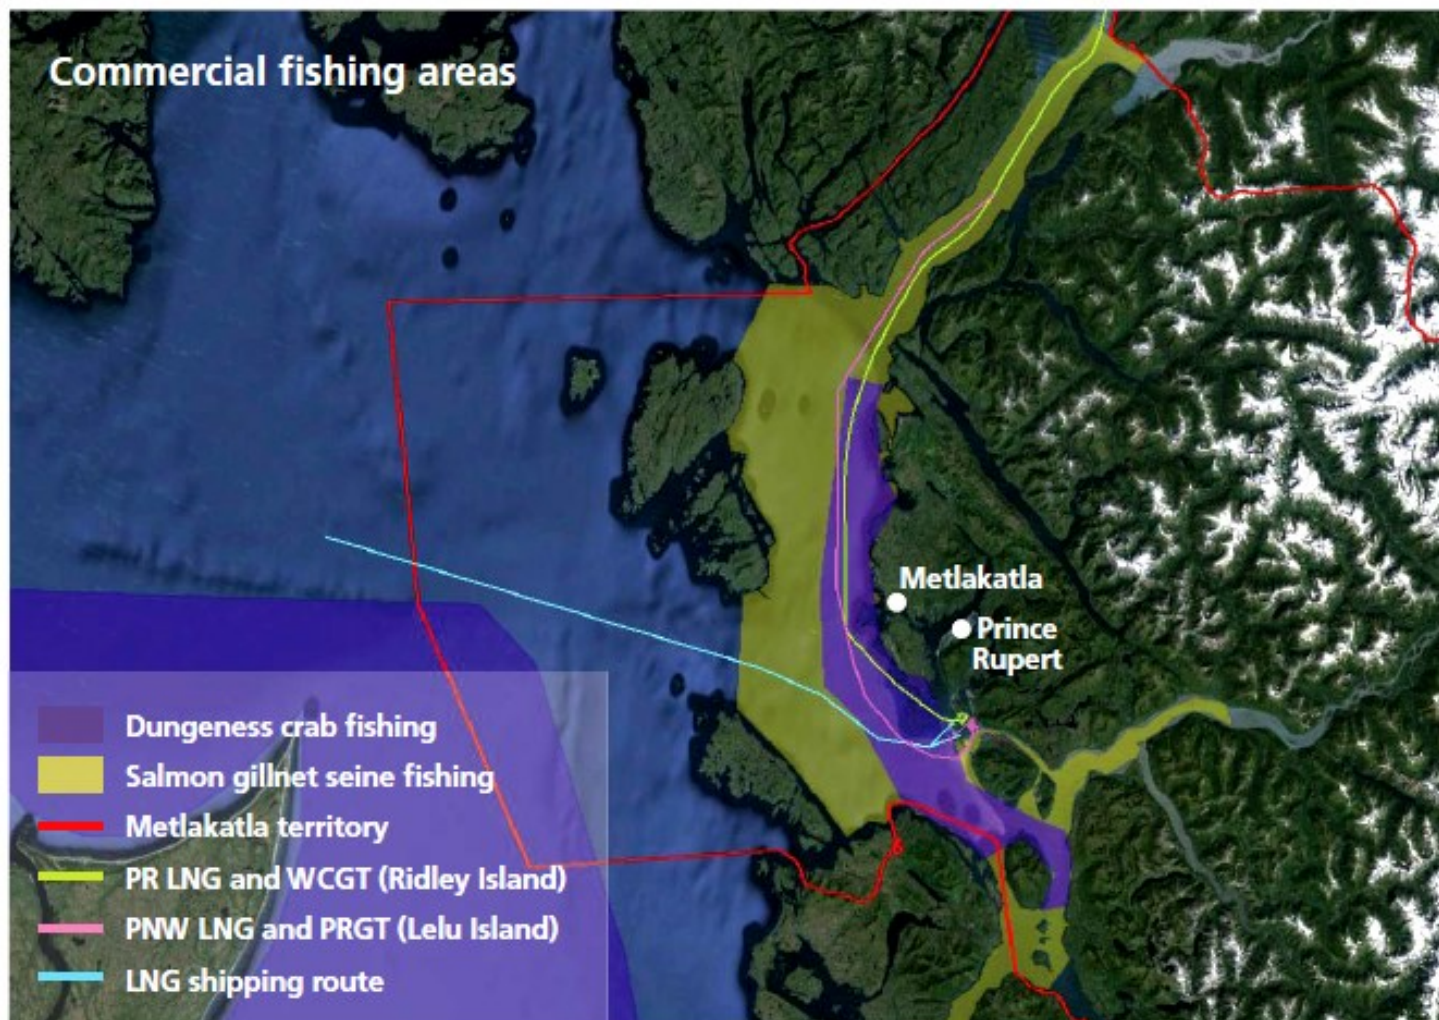 Commercial fishing areas
Metlakatla
Prince
Rupert
Dungeness crab fishing
Salmon gillnet seine fishing
Metlakatla territory
PR LNG and WCGT (Ridley Island)
PNW LNG and PRGT (Lelu Island)
LNG shipping route